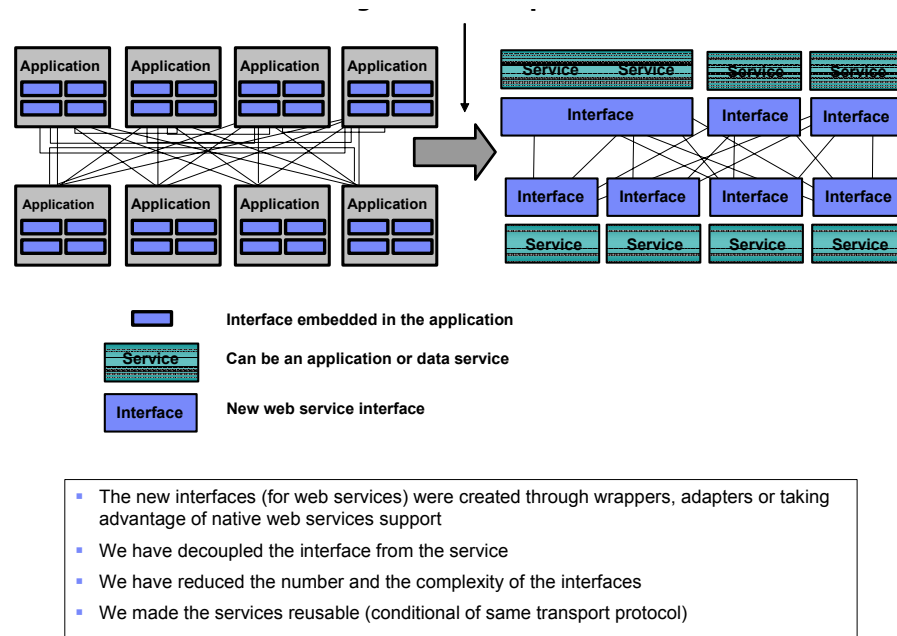 Application
Application
Application
Application
Service
Service
Service
Service
Interface
Interface
Interface
Application
Application
Application
Application
Interface
Interface
Interface
Interface
Service
Service
Service
Service
Interface embedded in the application
Service
Can be an application or data service
Interface
New web service interface
▪ The new interfaces (for web services) were created through wrappers, adapters or taking
advantage of native web services support
▪ We have decoupled the interface from the service
▪ We have reduced the number and the complexity of the interfaces
▪ We made the services reusable (conditional of same transport protocol)